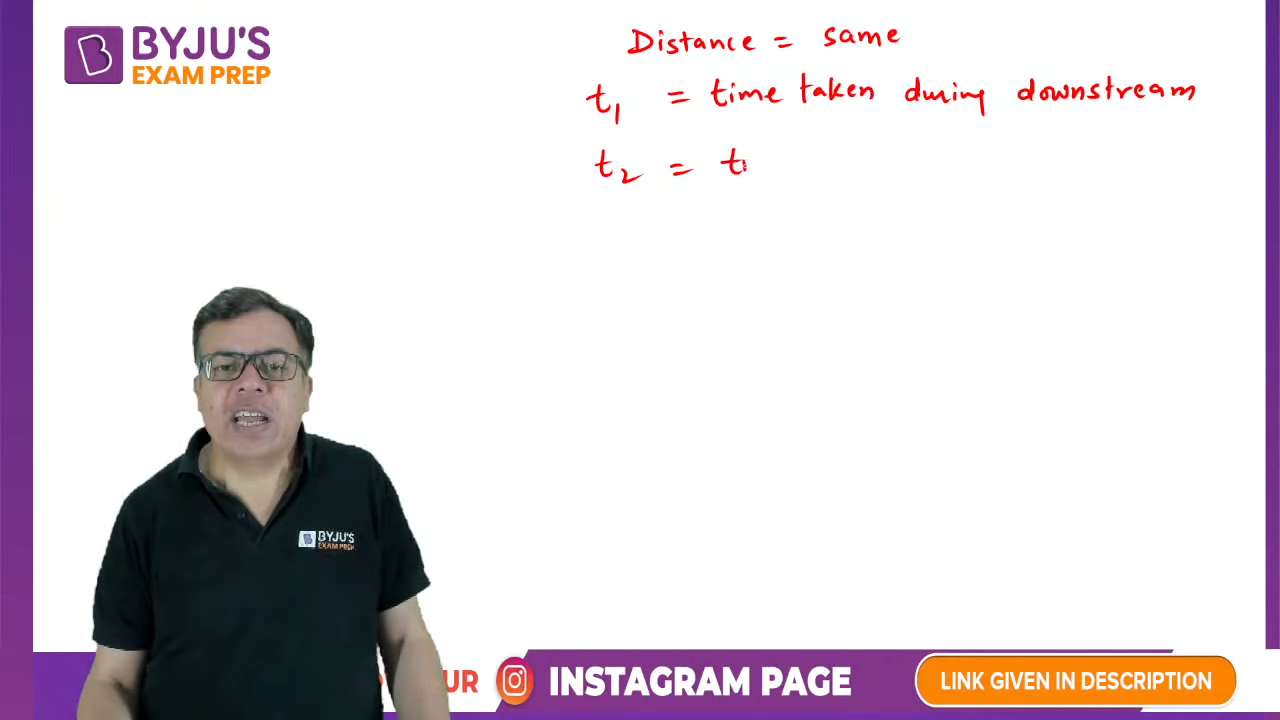 BYJU'S
EXAM PREP
Distance = same
t₁ = time taken during downstream
t₂ = t
BYJU'S
EXAM PREP
UR INSTAGRAM PAGE
LINK GIVEN IN DESCRIPTION